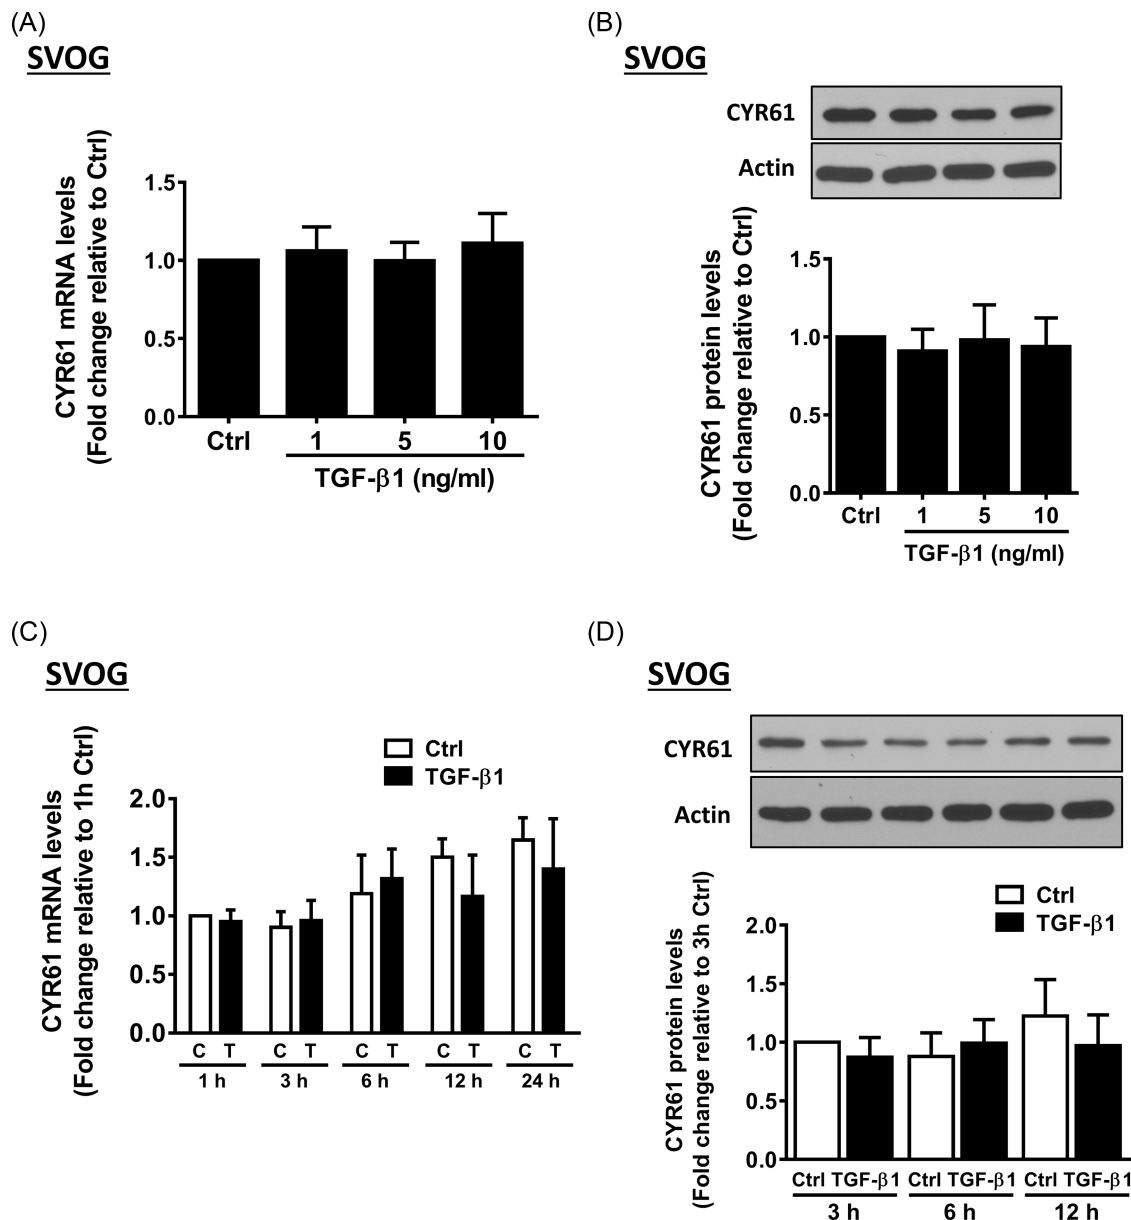 (A)
SVOG
CYR61 mRNA levels
(Fold change relative to Ctrl)
1.5
1.0
0.5
0.0
Ctrl 1 5 10
TGF-β1 (ng/ml)
(B)
SVOG
CYR61
Actin
CYR61 protein levels
(Fold change relative to Ctrl)
1.5
1.0
0.5
0.0
Ctrl 1 5 10
TGF-β1 (ng/ml)
(C)
SVOG
Ctrl
TGF-β1
CYR61 mRNA levels
(Fold change relative to 1h Ctrl)
2.0
1.5
1.0
0.5
0.0
C T C T C T C T C T
1 h 3 h 6 h 12 h 24 h
(D)
SVOG
CYR61
Actin
Ctrl
TGF-β1
CYR61 protein levels
(Fold change relative to 3h Ctrl)
2.0
1.5
1.0
0.5
0.0
Ctrl TGF-β1 Ctrl TGF-β1 Ctrl TGF-β1
3 h 6 h 12 h